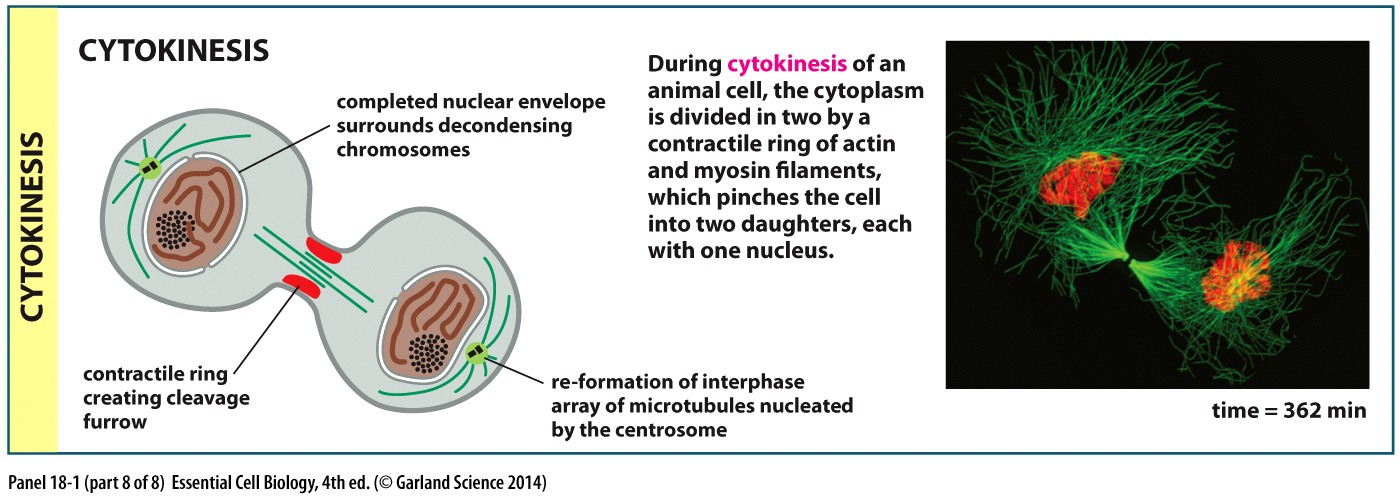 CYTOKINESIS
CYTOKINESIS
completed nuclear envelope
surrounds decondensing
chromosomes
contractile ring
creating cleavage
furrow
re-formation of interphase
array of microtubules nucleated
by the centrosome
During cytokinesis of an
animal cell, the cytoplasm
is divided in two by a
contractile ring of actin
and myosin filaments,
which pinches the cell
into two daughters, each
with one nucleus.
time = 362 min
Panel 18-1 (part 8 of 8) Essential Cell Biology, 4th ed. (© Garland Science 2014)